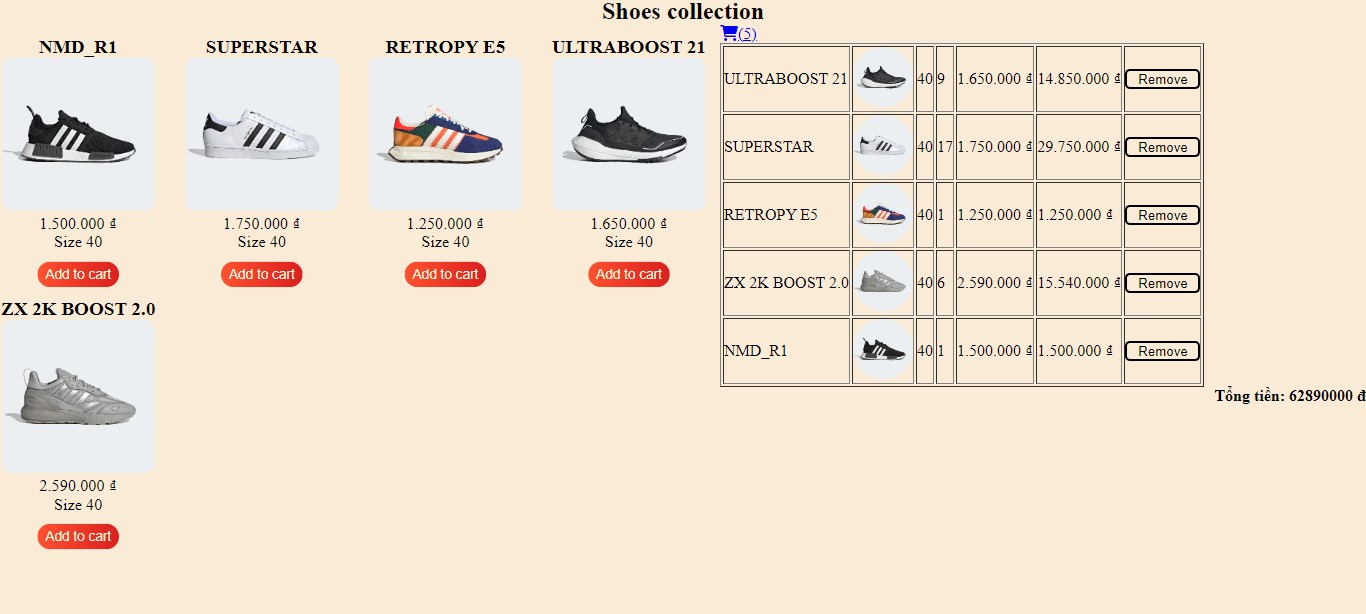 Shoes collection
NMD_R1 SUPERSTAR RETROPY E5 ULTRABOOST 21
1.500.000 ₫ 1.750.000 ₫ 1.250.000 ₫ 1.650.000 ₫
Size 40 Size 40 Size 40 Size 40
Add to cart Add to cart Add to cart Add to cart
ZX 2K BOOST 2.0
2.590.000 ₫
Size 40
Add to cart
(5)
ULTRABOOST 21 40 9 1.650.000 ₫ 14.850.000 ₫ Remove
SUPERSTAR 40 17 1.750.000 ₫ 29.750.000 ₫ Remove
RETROPY E5 40 1 1.250.000 ₫ 1.250.000 ₫ Remove
ZX 2K BOOST 2.0 40 6 2.590.000 ₫ 15.540.000 ₫ Remove
NMD_R1 40 1 1.500.000 ₫ 1.500.000 ₫ Remove
Tổng tiền: 62890000 đ